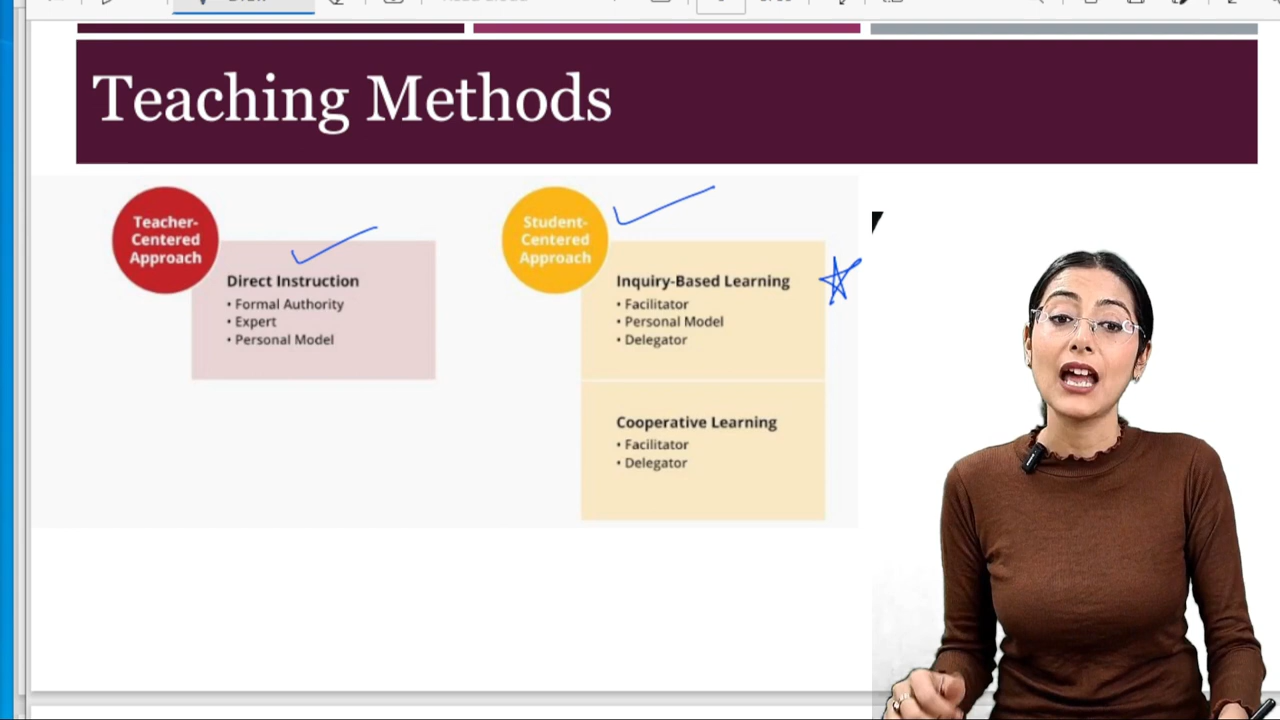 Teaching Methods
Teacher-
Centered
Approach
Direct Instruction
• Formal Authority
• Expert
• Personal Model
Student-
Centered
Approach
Inquiry-Based Learning
• Facilitator
• Personal Model
• Delegator
Cooperative Learning
• Facilitator
• Delegator